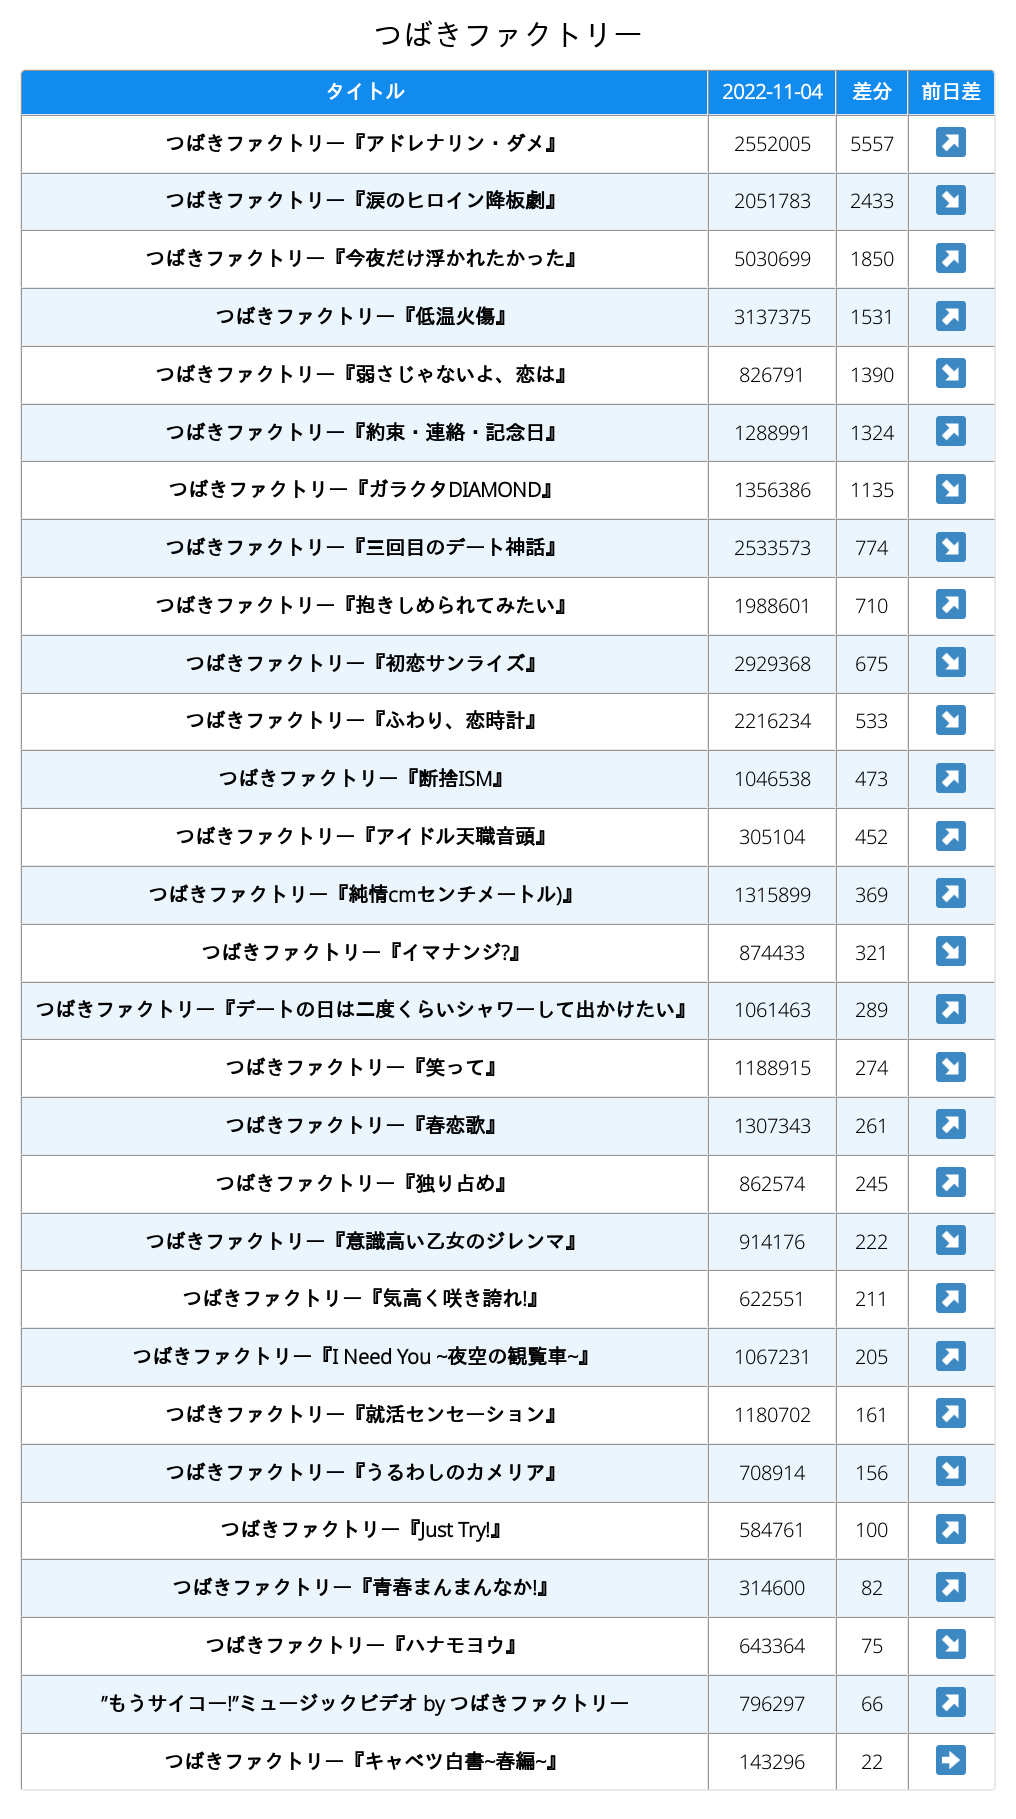 つばきファクトリー
タイトル 2022-11-04 差分 前日差
つばきファクトリー『アドレナリン・ダメ』 2552005 5557 ↗
つばきファクトリー『涙のヒロイン降板劇』 2051783 2433 ↘
つばきファクトリー『今夜だけ浮かれたかった』 5030699 1850 ↗
つばきファクトリー『低温火傷』 3137375 1531 ↗
つばきファクトリー『弱さじゃないよ、恋は』 826791 1390 ↘
つばきファクトリー『約束・連絡・記念日』 1288991 1324 ↗
つばきファクトリー『ガラクタDIAMOND』 1356386 1135 ↘
つばきファクトリー『三回目のデート神話』 2533573 774 ↘
つばきファクトリー『抱きしめられてみたい』 1988601 710 ↗
つばきファクトリー『初恋サンライズ』 2929368 675 ↘
つばきファクトリー『ふわり、恋時計』 2216234 533 ↘
つばきファクトリー『断捨ISM』 1046538 473 ↗
つばきファクトリー『アイドル天職音頭』 305104 452 ↗
つばきファクトリー『純情cmセンチメートル)』 1315899 369 ↗
つばきファクトリー『イマナンジ?』 874433 321 ↘
つばきファクトリー『デートの日は二度くらいシャワーして出かけたい』 1061463 289 ↗
つばきファクトリー『笑って』 1188915 274 ↘
つばきファクトリー『春恋歌』 1307343 261 ↗
つばきファクトリー『独り占め』 862574 245 ↗
つばきファクトリー『意識高い乙女のジレンマ』 914176 222 ↘
つばきファクトリー『気高く咲き誇れ!』 622551 211 ↗
つばきファクトリー『I Need You ~夜空の観覧車~』 1067231 205 ↗
つばきファクトリー『就活センセーション』 1180702 161 ↗
つばきファクトリー『うるわしのカメリア』 708914 156 ↘
つばきファクトリー『Just Try!』 584761 100 ↗
つばきファクトリー『青春まんまんなか!』 314600 82 ↗
つばきファクトリー『ハナモヨウ』 643364 75 ↘
”もうサイコー!”ミュージックビデオ by つばきファクトリー 796297 66 ↗
つばきファクトリー『キャベツ白書~春編~』 143296 22 ➡